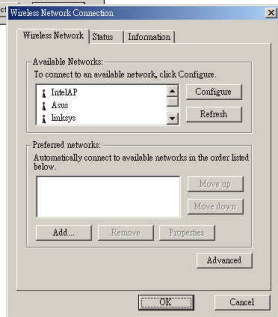 Wireless Network Connection
Wireless Network Status Information
Available Networks:
To connect to an available network, click Configure.
IntelAP
Asus
linksys
Configure
Refresh
Preferred networks:
Automatically connect to available networks in the order listed
below.
Move up
Move down
Add... Remove Properties
Advanced
OK Cancel